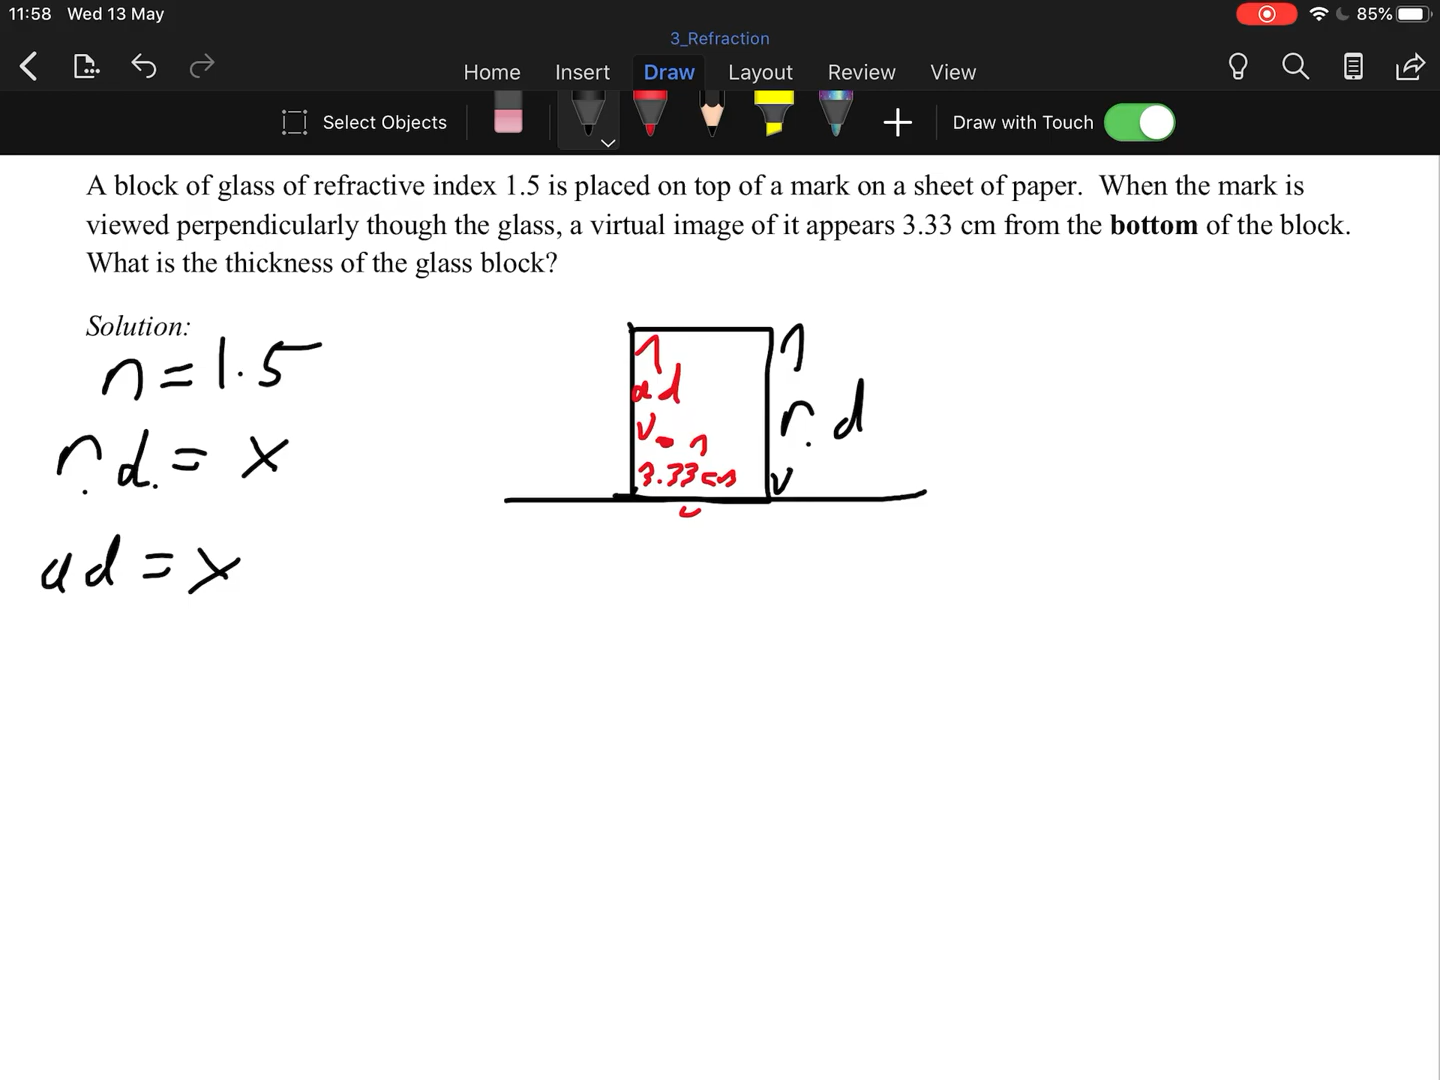 11:58 Wed 13 May
85%
3_Refraction
Home Insert Draw Layout Review View
Select Objects
Draw with Touch
A block of glass of refractive index 1.5 is placed on top of a mark on a sheet of paper. When the mark is
viewed perpendicularly though the glass, a virtual image of it appears 3.33 cm from the bottom of the block.
What is the thickness of the glass block?
Solution:
n = 1.5
r.d. = x
ad = x
ad
3.33cm
r.d